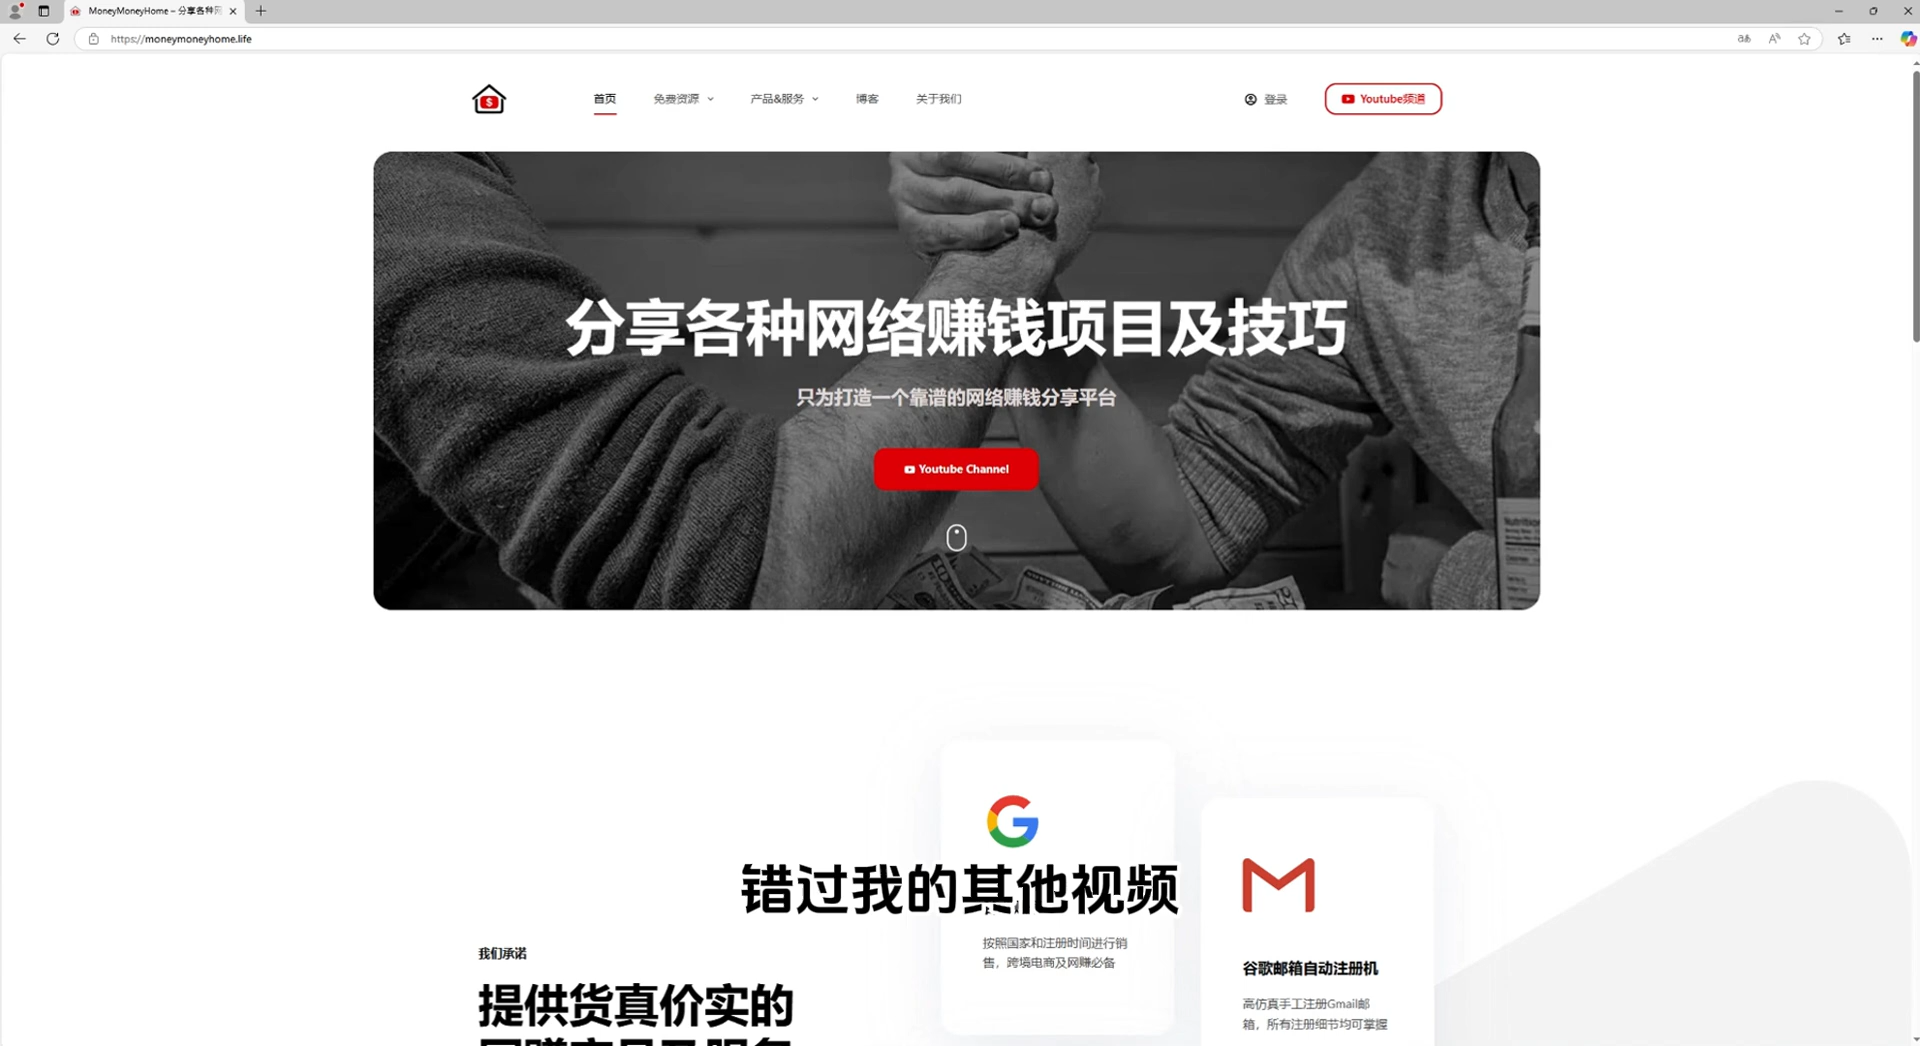 MoneyMoneyHome – 分享各种网
https://moneymoneyhome.life
首页
免费资源
产品&服务
博客
关于我们
登录
Youtube频道
分享各种网络赚钱项目及技巧
只为打造一个靠谱的网络赚钱分享平台
Youtube Channel
错过我的其他视频
按照国家和注册时间进行销
售，跨境电商及网赚必备
谷歌邮箱自动注册机
高仿真手工注册Gmail邮
箱，所有注册细节均可掌握
我们承诺
提供货真价实的